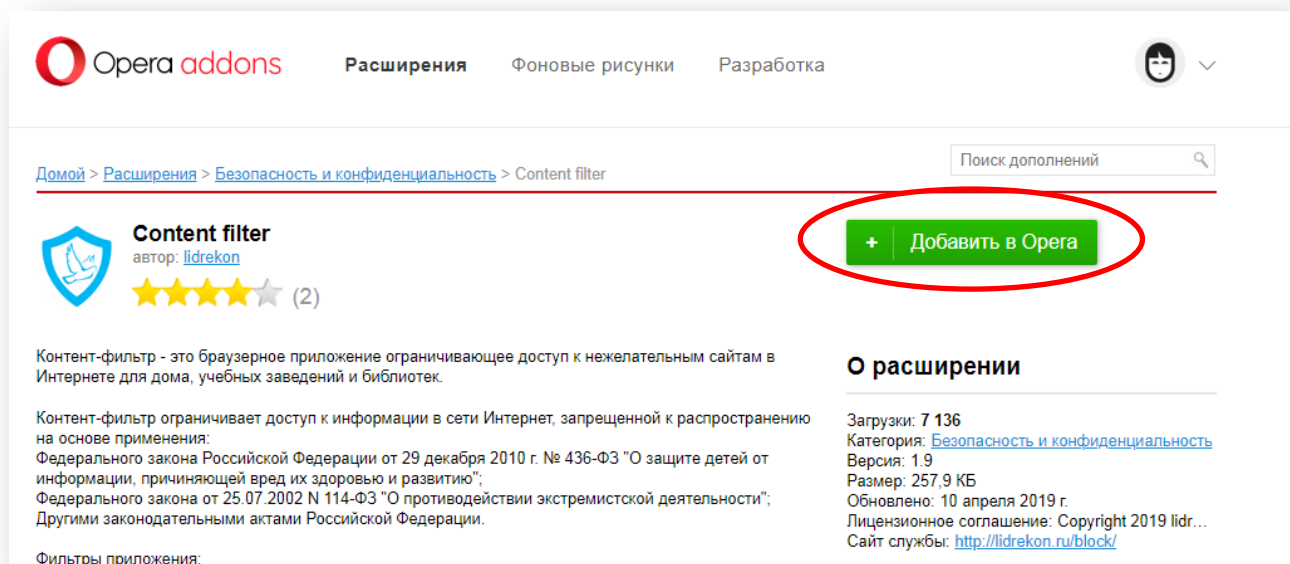 Opera addons
Расширения
Фоновые рисунки
Разработка
Поиск дополнений
Домой > Расширения > Безопасность и конфиденциальность > Content filter
Content filter
автор: lidrekon
(2)
+ Добавить в Opera
Контент-фильтр - это браузерное приложение ограничивающее доступ к нежелательным сайтам в
Интернете для дома, учебных заведений и библиотек.
Контент-фильтр ограничивает доступ к информации в сети Интернет, запрещенной к распространению
на основе применения:
Федерального закона Российской Федерации от 29 декабря 2010 г. № 436-ФЗ "О защите детей от
информации, причиняющей вред их здоровью и развитию";
Федерального закона от 25.07.2002 N 114-ФЗ "О противодействии экстремистской деятельности";
Другими законодательными актами Российской Федерации.
Фильтры приложения:
О расширении
Загрузки: 7 136
Категория: Безопасность и конфиденциальность
Версия: 1.9
Размер: 257,9 КБ
Обновлено: 10 апреля 2019 г.
Лицензионное соглашение: Copyright 2019 lidr...
Сайт службы: http://lidrekon.ru/block/